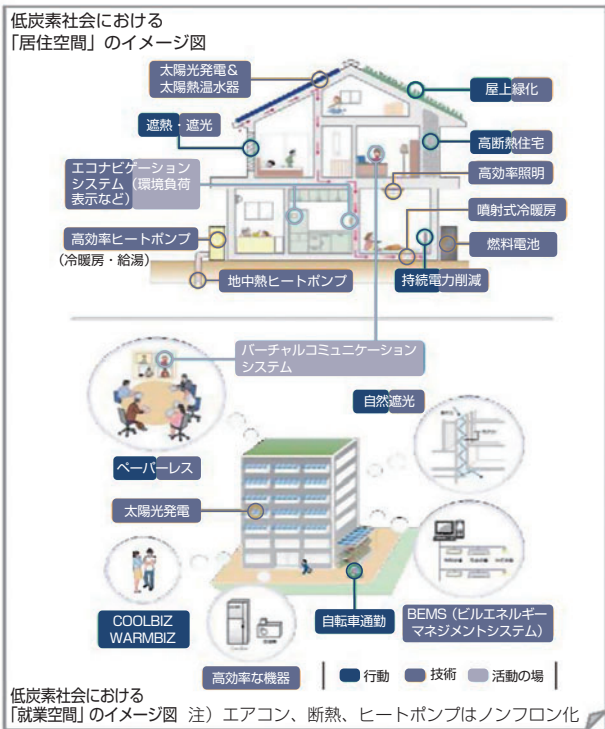 低炭素社会における
「居住空間」のイメージ図
太陽光発電＆
太陽熱温水器
屋上緑化
遮熱・遮光
高断熱住宅
エコナビゲーション
システム（環境負荷
表示など）
高効率照明
噴射式冷暖房
高効率ヒートポンプ
（冷暖房・給湯）
燃料電池
地中熱ヒートポンプ
持続電力削減
バーチャルコミュニケーション
システム
自然遮光
ペーパーレス
太陽光発電
COOLBIZ
WARMBIZ
自転車通勤
BEMS（ビルエネルギー
マネジメントシステム）
高効率な機器
行動
技術
活動の場
低炭素社会における
「就業空間」のイメージ図
注）エアコン、断熱、ヒートポンプはノンフロン化